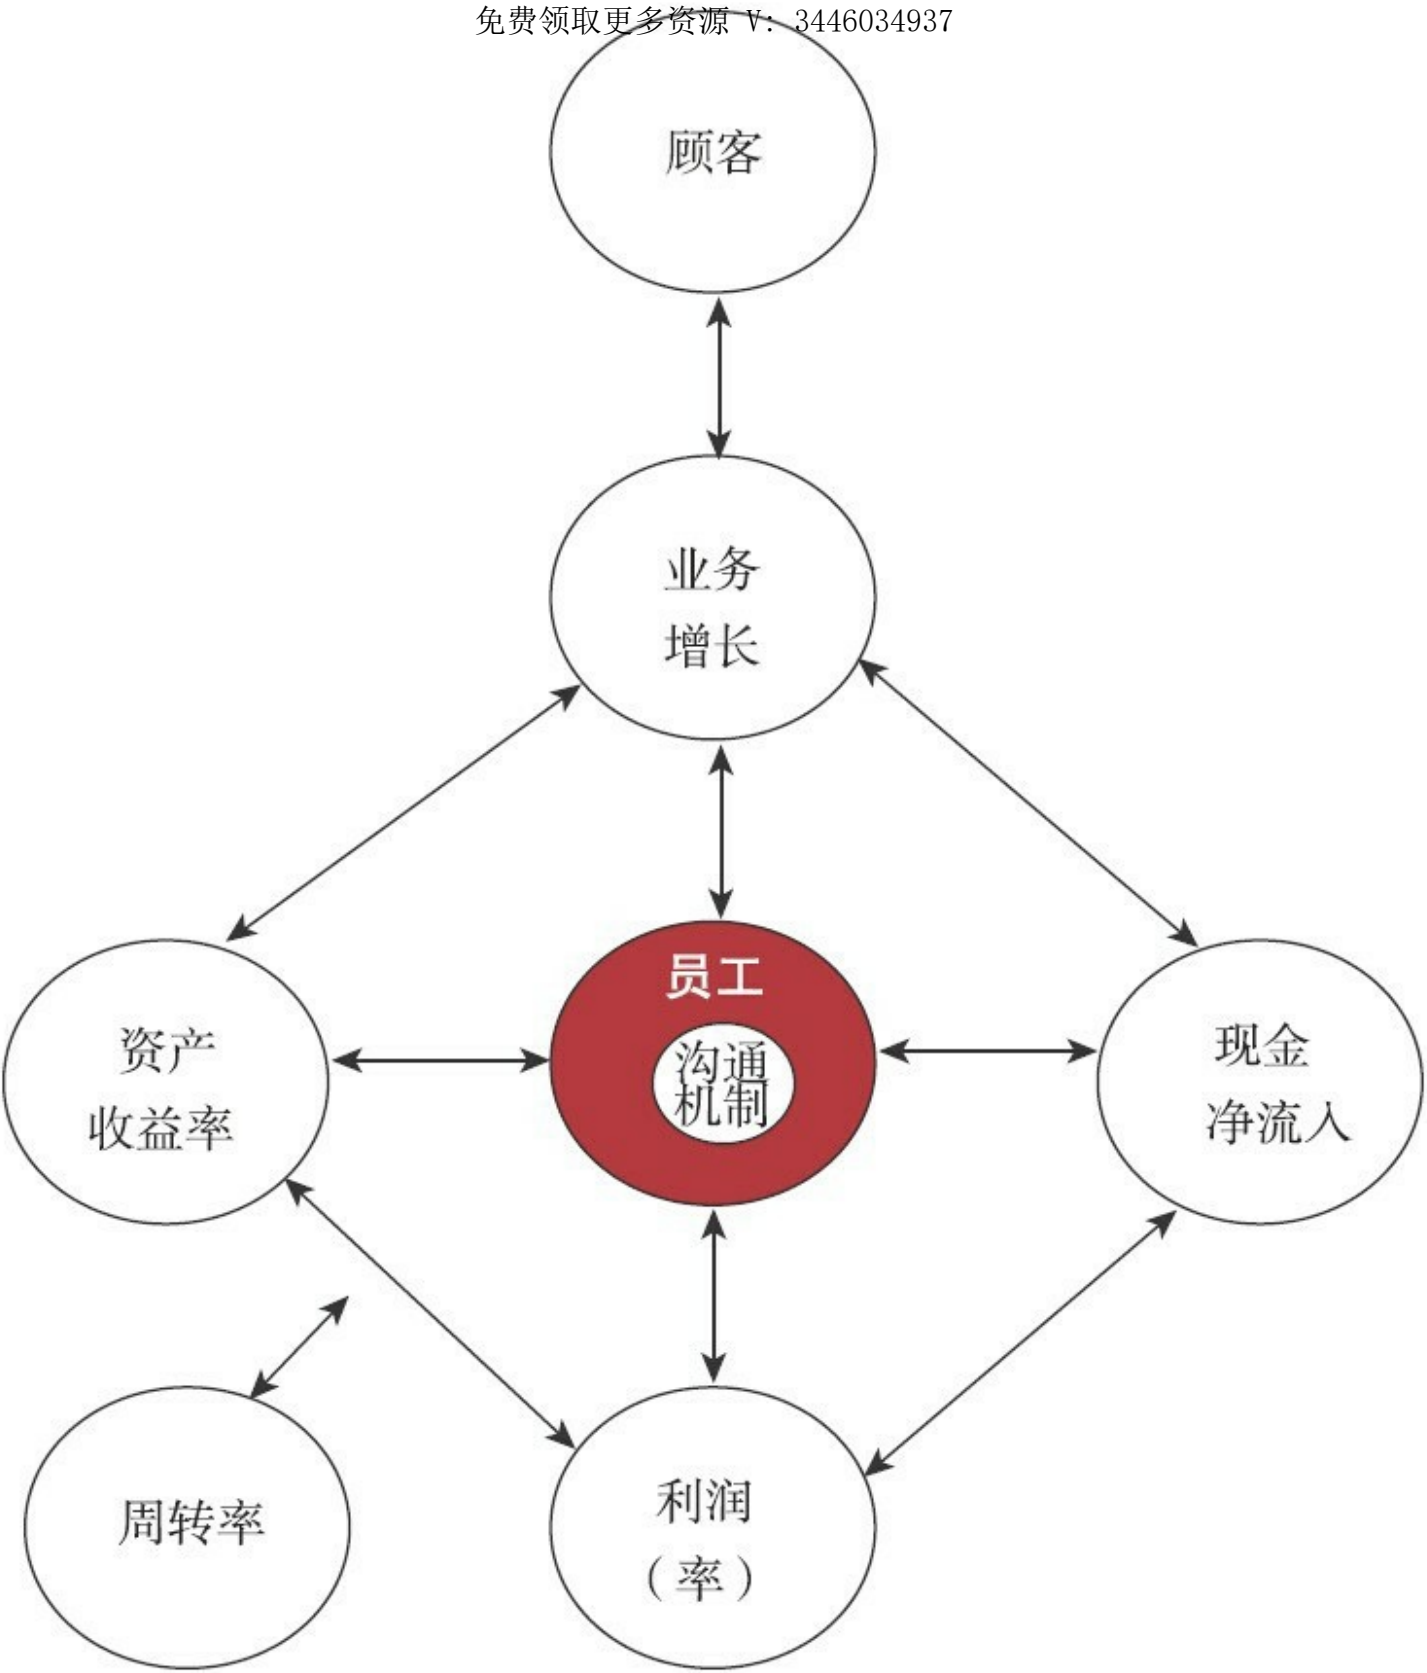 免费领取更多资源 V: 3446034937
顾客
业务
增长
员工
沟通
机制
资产
收益率
现金
净流入
周转率
利润
（率）